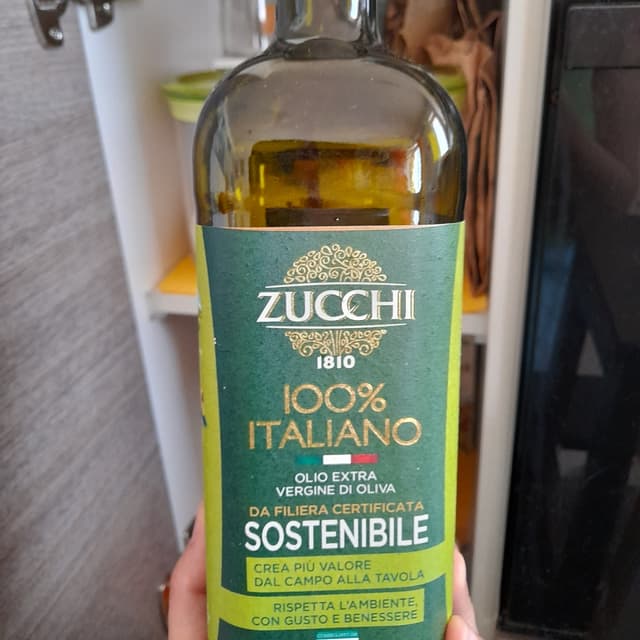 ZUCCHI
1810
100%
ITALIANO
OLIO EXTRA
VERGINE DI OLIVA
DA FILIERA CERTIFICATA
SOSTENIBILE
CREA PIÙ VALORE
DAL CAMPO ALLA TAVOLA
RISPETTA L'AMBIENTE,
CON GUSTO E BENESSERE